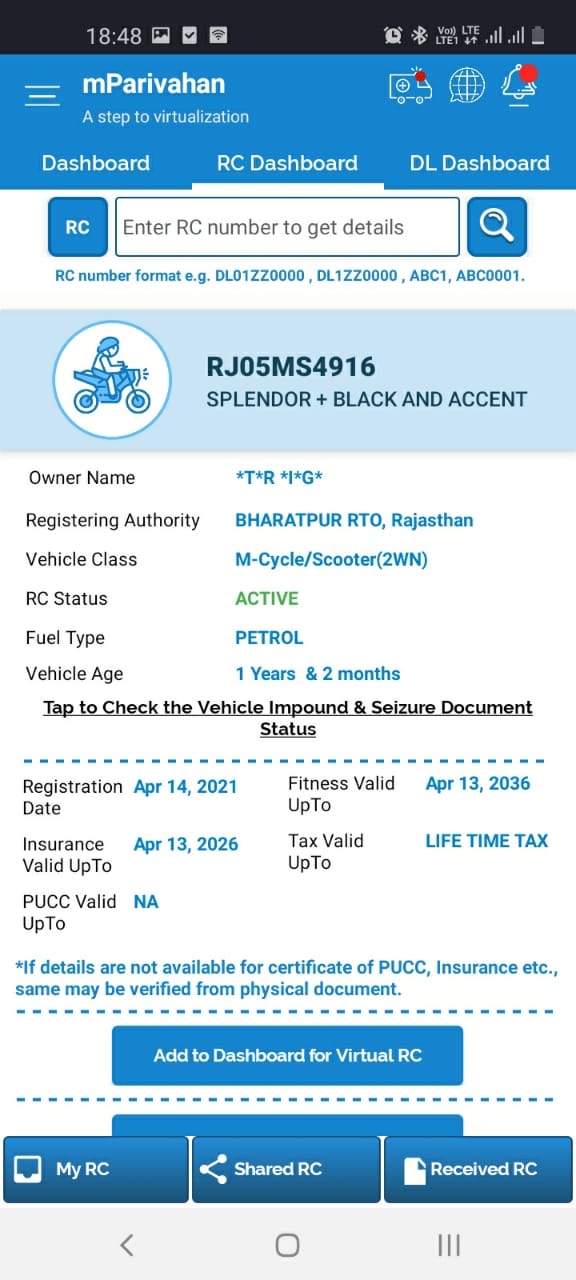 18:48 Vo) LTE LTE1
mParivahan
A step to virtualization
Dashboard RC Dashboard DL Dashboard
RC Enter RC number to get details
RC number format e.g. DL01ZZ0000 , DL1ZZ0000 , ABC1, ABC0001.
RJ05MS4916
SPLENDOR + BLACK AND ACCENT
Owner Name *T*R *I*G*
Registering Authority BHARATPUR RTO, Rajasthan
Vehicle Class M-Cycle/Scooter(2WN)
RC Status ACTIVE
Fuel Type PETROL
Vehicle Age 1 Years & 2 months
Tap to Check the Vehicle Impound & Seizure Document
Status
Registration Date Apr 14, 2021 Fitness Valid UpTo Apr 13, 2036
Insurance Valid UpTo Apr 13, 2026 Tax Valid UpTo LIFE TIME TAX
PUCC Valid UpTo NA
*If details are not available for certificate of PUCC, Insurance etc.,
same may be verified from physical document.
Add to Dashboard for Virtual RC
My RC Shared RC Received RC